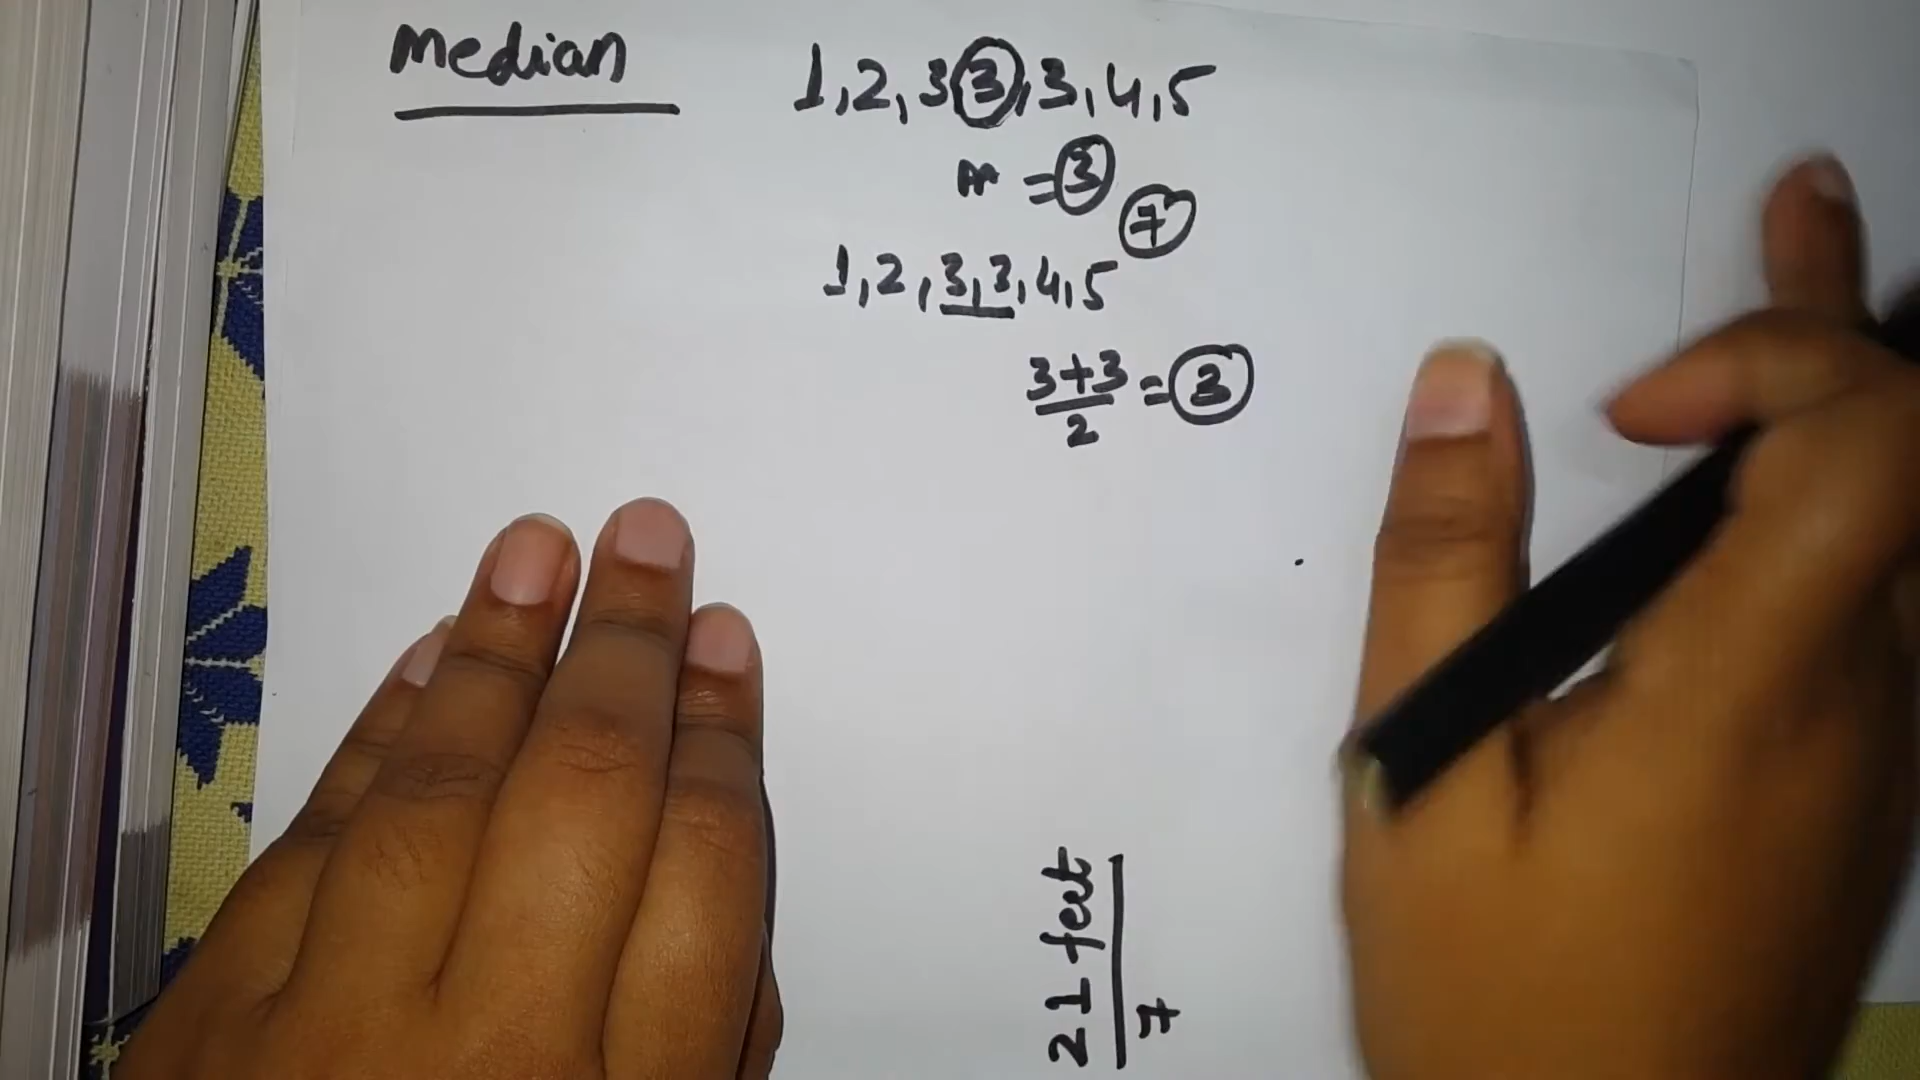 Median
1,2,3 3,3,4,5
m = 3
7
1,2,3,3,4,5
3+3 = 3
2
21 feet
7